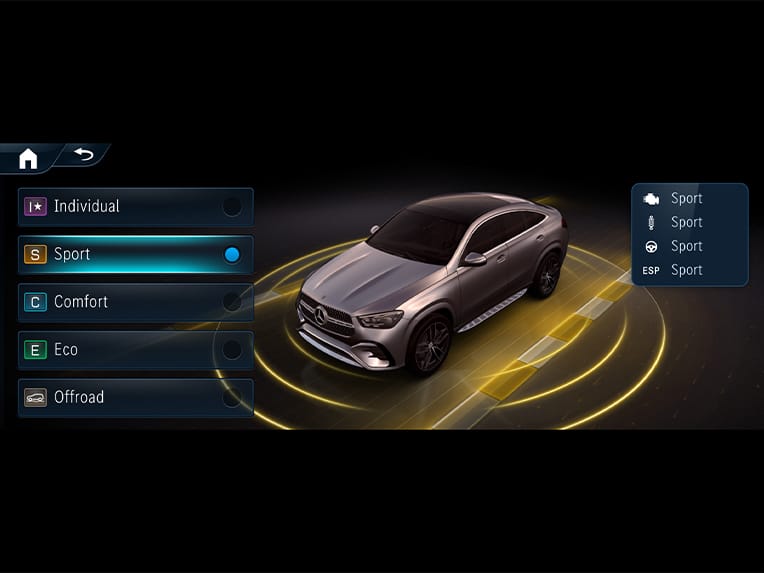 I★ Individual
S Sport
C Comfort
E Eco
Offroad
Sport
Sport
Sport
ESP Sport